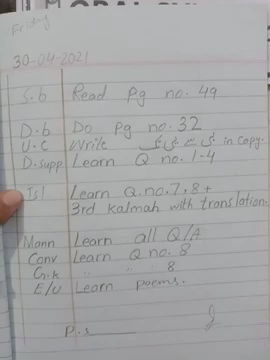 Friday
30-04-2021
S.b Read Pg no. 49
D.b Do Pg no. 32
U.C Write گ ے ی ک in copy.
D.supp Learn Q no. 1-4
Isl Learn Q.no.7,8 +
3rd kalmah with translation.
Mann Learn all Q/A
Conv Learn Q no. 8
G.k " " " 8
E/U Learn poems.
P.s